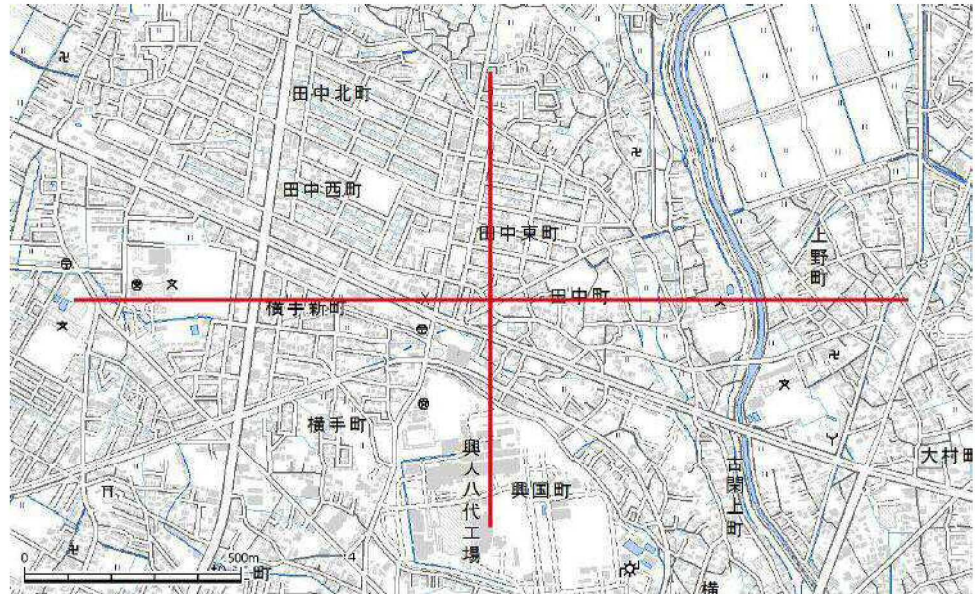 田中北町
田中西町
田中東町
上野町
田中町
横手新町
横手町
興人八代工場
興国町
古閑上町
大村町
横
町
0
500m